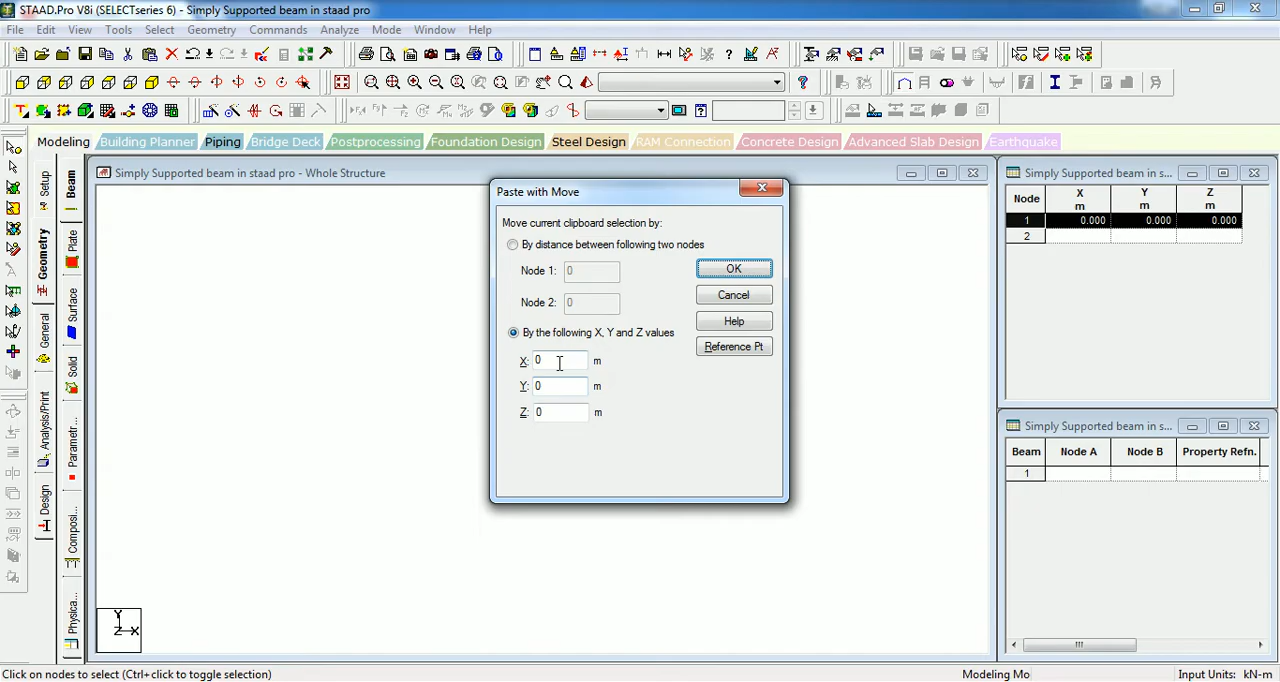 STAAD.Pro V8i (SELECTseries 6) - Simply Supported beam in staad pro
File Edit View Tools Select Geometry Commands Analyze Mode Window Help
Modeling Building Planner Piping Bridge Deck Postprocessing Foundation Design Steel Design RAM Connection Concrete Design Advanced Slab Design Earthquake
Setup
Geometry
General
Analysis/Print
Design
Beam
Plate
Surface
Solid
Parametr...
Composi...
Physica...
Simply Supported beam in staad pro - Whole Structure
Y
Z X
Paste with Move
Move current clipboard selection by:
By distance between following two nodes
Node 1: 0
Node 2: 0
By the following X, Y and Z values
X: 0 m
Y: 0 m
Z: 0 m
OK
Cancel
Help
Reference Pt
Simply Supported beam in s...
Node X m Y m Z m
1 0.000 0.000 0.000
2
Simply Supported beam in s...
Beam Node A Node B Property Refn.
1
Click on nodes to select (Ctrl+click to toggle selection)
Modeling Mo
Input Units: kN-m